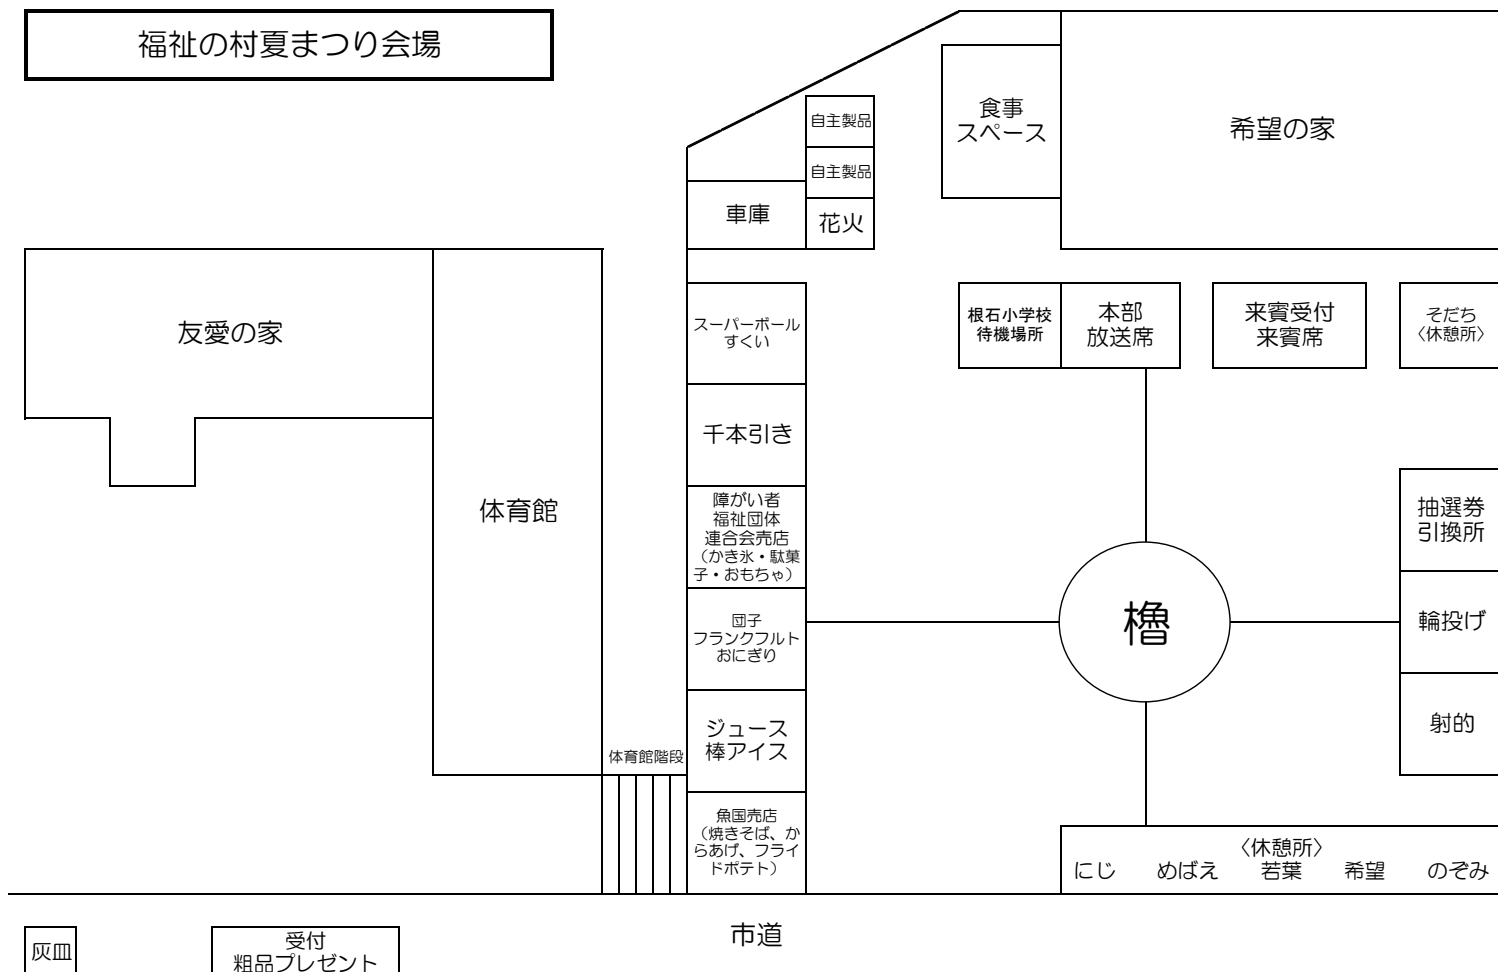 福祉の村夏まつり会場
自主製品
自主製品
花火
車庫
食事
スペース
希望の家
友愛の家
体育館
スーパーボール
すくい
千本引き
障がい者
福祉団体
連合会売店
（かき氷・駄菓
子・おもちゃ）
団子
フランクフルト
おにぎり
ジュース
棒アイス
体育館階段
魚国売店
（焼きそば、か
らあげ、フライ
ドポテト）
根石小学校
待機場所
本部
放送席
来賓受付
来賓席
そだち
〈休憩所〉
櫓
抽選券
引換所
輪投げ
射的
〈休憩所〉
にじ　めばえ　若葉　希望　のぞみ
市道
灰皿
受付
粗品プレゼント